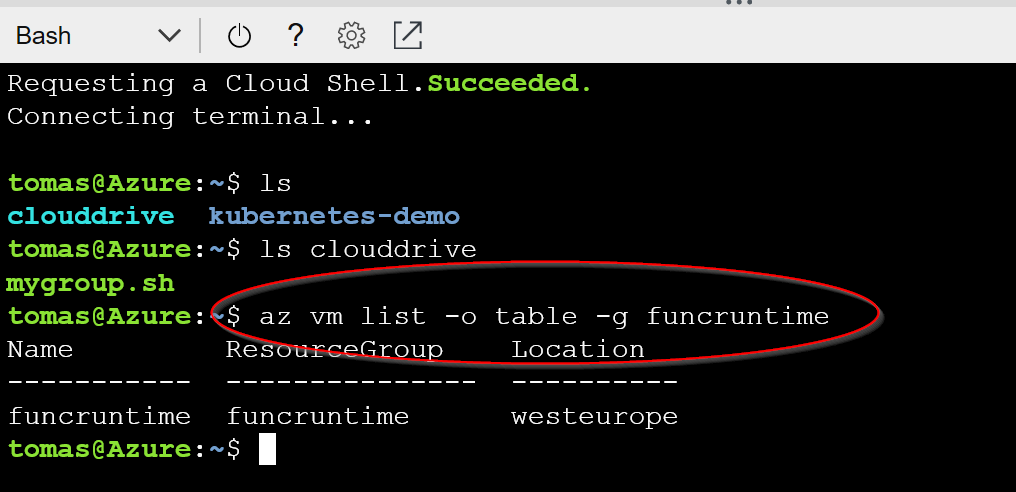 Bash ?
Requesting a Cloud Shell.Succeeded.
Connecting terminal...
tomas@Azure:~$ ls
clouddrive  kubernetes-demo
tomas@Azure:~$ ls clouddrive
mygroup.sh
tomas@Azure:~$ az vm list -o table -g funcruntime
Name         ResourceGroup    Location
-----------  ---------------  ----------
funcruntime  funcruntime      westeurope
tomas@Azure:~$